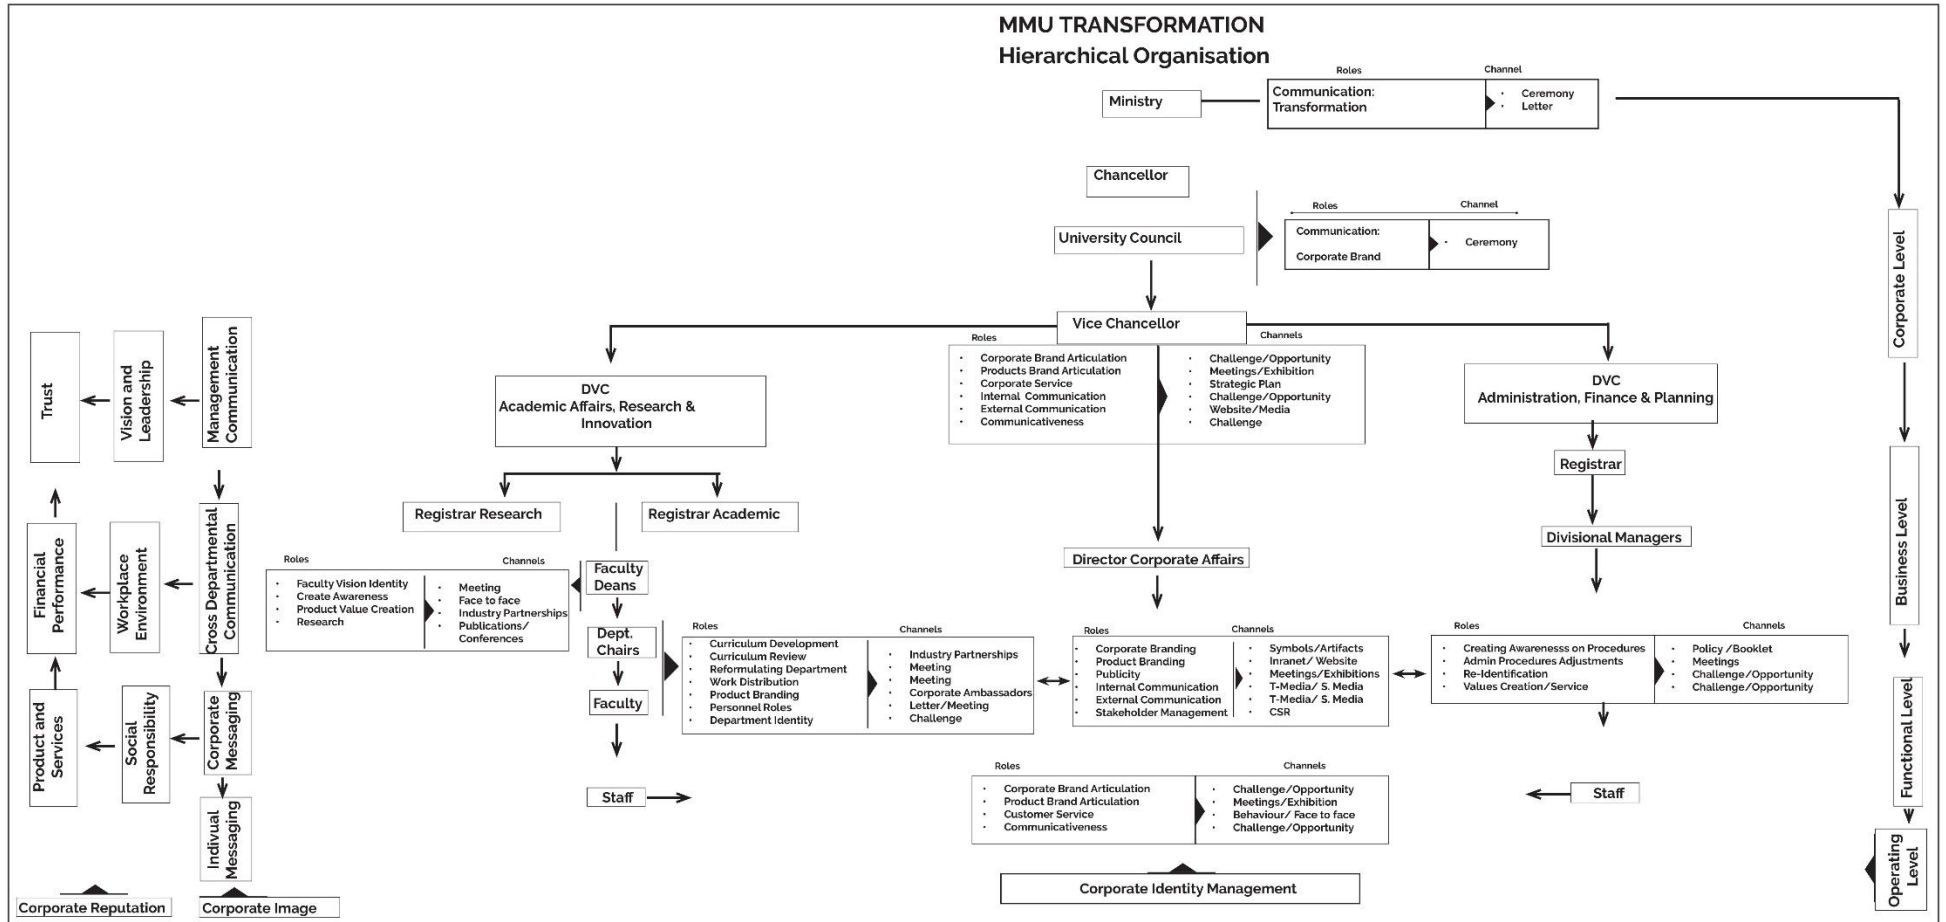 MMU TRANSFORMATION
Hierarchical Organisation
Roles
Channel
Ministry
Communication:
Transformation
• Ceremony
• Letter
Chancellor
Roles
Channel
University Council
Communication:
Corporate Brand
• Ceremony
Vice Chancellor
Roles
Channels
• Corporate Brand Articulation
• Products Brand Articulation
• Corporate Service
• Internal Communication
• External Communication
• Communicativeness
• Challenge/Opportunity
• Meetings/Exhibition
• Strategic Plan
• Challenge/Opportunity
• Website/Media
• Challenge
DVC
Academic Affairs, Research &
Innovation
DVC
Administration, Finance & Planning
Registrar Research
Registrar Academic
Registrar
Divisional Managers
Director Corporate Affairs
Roles
Channels
• Faculty Vision Identity
• Create Awareness
• Product Value Creation
• Research
• Meeting
• Face to face
• Industry Partnerships
• Publications/
Conferences
Faculty
Deans
Dept.
Chairs
Faculty
Roles
Channels
• Curriculum Development
• Curriculum Review
• Reformulating Department
• Work Distribution
• Product Branding
• Personnel Roles
• Department Identity
• Industry Partnerships
• Meeting
• Meeting
• Corporate Ambassadors
• Letter/Meeting
• Challenge
Roles
Channels
• Corporate Branding
• Product Branding
• Publicity
• Internal Communication
• External Communication
• Stakeholder Management
• Symbols/Artifacts
• Inranet/ Website
• Meetings/Exhibitions
• T-Media/ S. Media
• T-Media/ S. Media
• CSR
Roles
Channels
• Creating Awarenesss on Procedures
• Admin Procedures Adjustments
• Re-Identification
• Values Creation/Service
• Policy /Booklet
• Meetings
• Challenge/Opportunity
• Challenge/Opportunity
Staff
Roles
Channels
• Corporate Brand Articulation
• Product Brand Articulation
• Customer Service
• Communicativeness
• Challenge/Opportunity
• Meetings/Exhibition
• Behaviour/ Face to face
• Challenge/Opportunity
Staff
Corporate Identity Management
Trust
Vision and
Leadership
Management
Communication
Financial
Performance
Workplace
Environment
Cross Departmental
Communication
Product and
Services
Social
Responsibility
Corporate
Messaging
Indivual
Messaging
Corporate Reputation
Corporate Image
Corporate Level
Business Level
Functional Level
Operating
Level